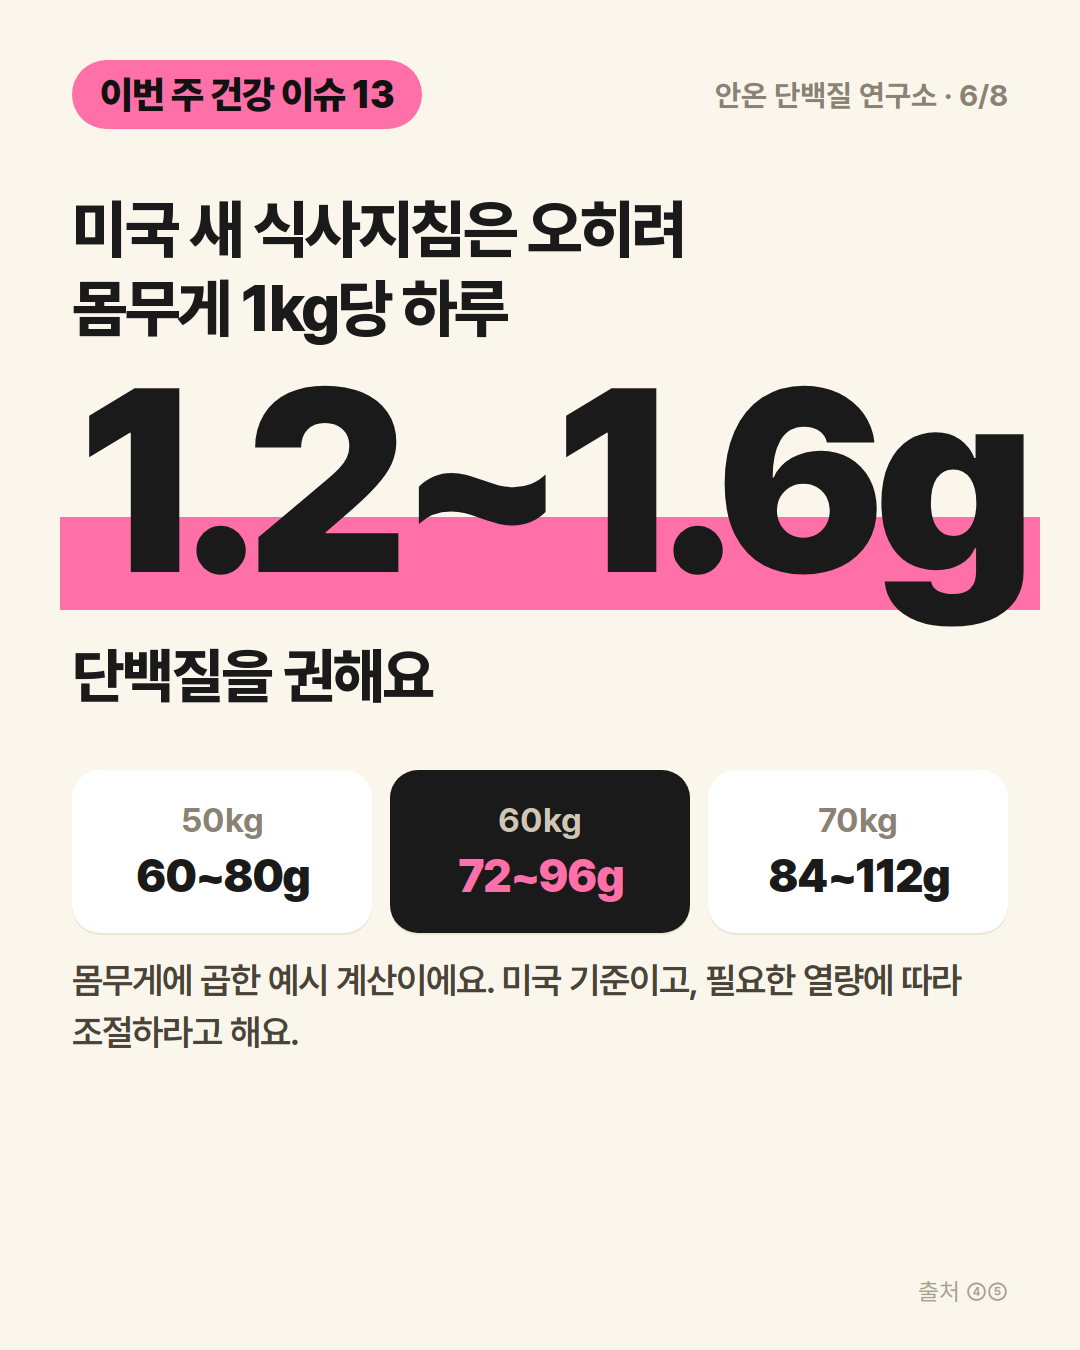 이번 주 건강 이슈 13
안온 단백질 연구소 · 6/8
미국 새 식사지침은 오히려
몸무게 1kg당 하루
1.2~1.6g
단백질을 권해요
50kg
60~80g
60kg
72~96g
70kg
84~112g
몸무게에 곱한 예시 계산이에요. 미국 기준이고, 필요한 열량에 따라
조절하라고 해요.
출처 ④⑤